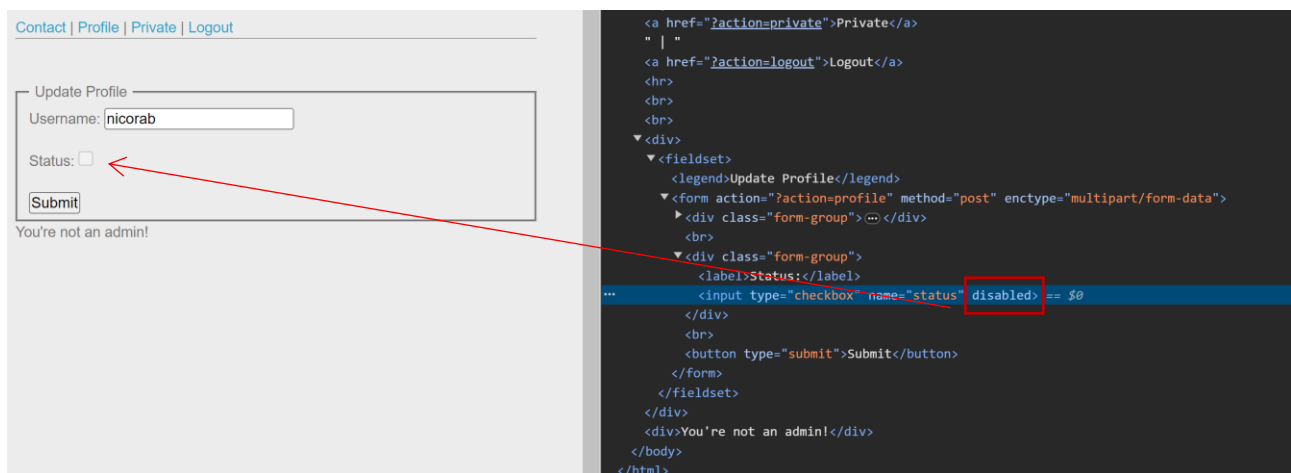 Contact | Profile | Private | Logout
Update Profile
Username: nicorab
Status:
Submit
You're not an admin!
<a href="?action=private">Private</a>
" | "
<a href="?action=logout">Logout</a>
<hr>
<br>
<br>
▼<div>
▼<fieldset>
<legend>Update Profile</legend>
▼<form action="?action=profile" method="post" enctype="multipart/form-data">
▶<div class="form-group">…</div>
<br>
▼<div class="form-group">
<label>Status:</label>
… <input type="checkbox" name="status" disabled> == $0
</div>
<br>
<button type="submit">Submit</button>
</form>
</fieldset>
</div>
<div>You're not an admin!</div>
</body>
</html>